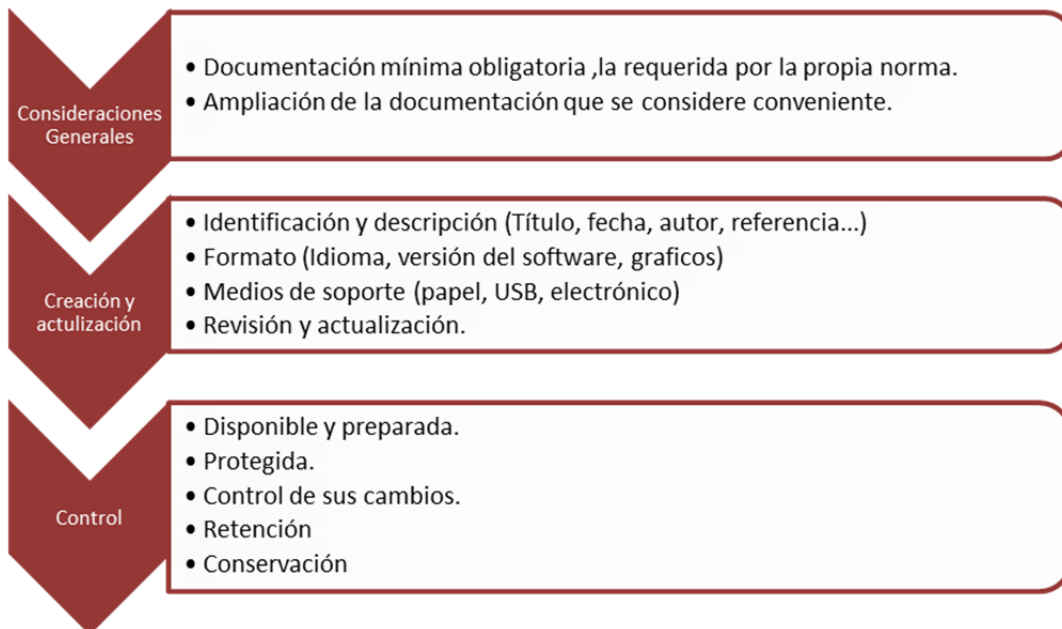 Consideraciones
Generales
• Documentación mínima obligatoria ,la requerida por la propia norma.
• Ampliación de la documentación que se considere conveniente.
Creación y
actulización
• Identificación y descripción (Título, fecha, autor, referencia...)
• Formato (Idioma, versión del software, graficos)
• Medios de soporte (papel, USB, electrónico)
• Revisión y actualización.
Control
• Disponible y preparada.
• Protegida.
• Control de sus cambios.
• Retención
• Conservación